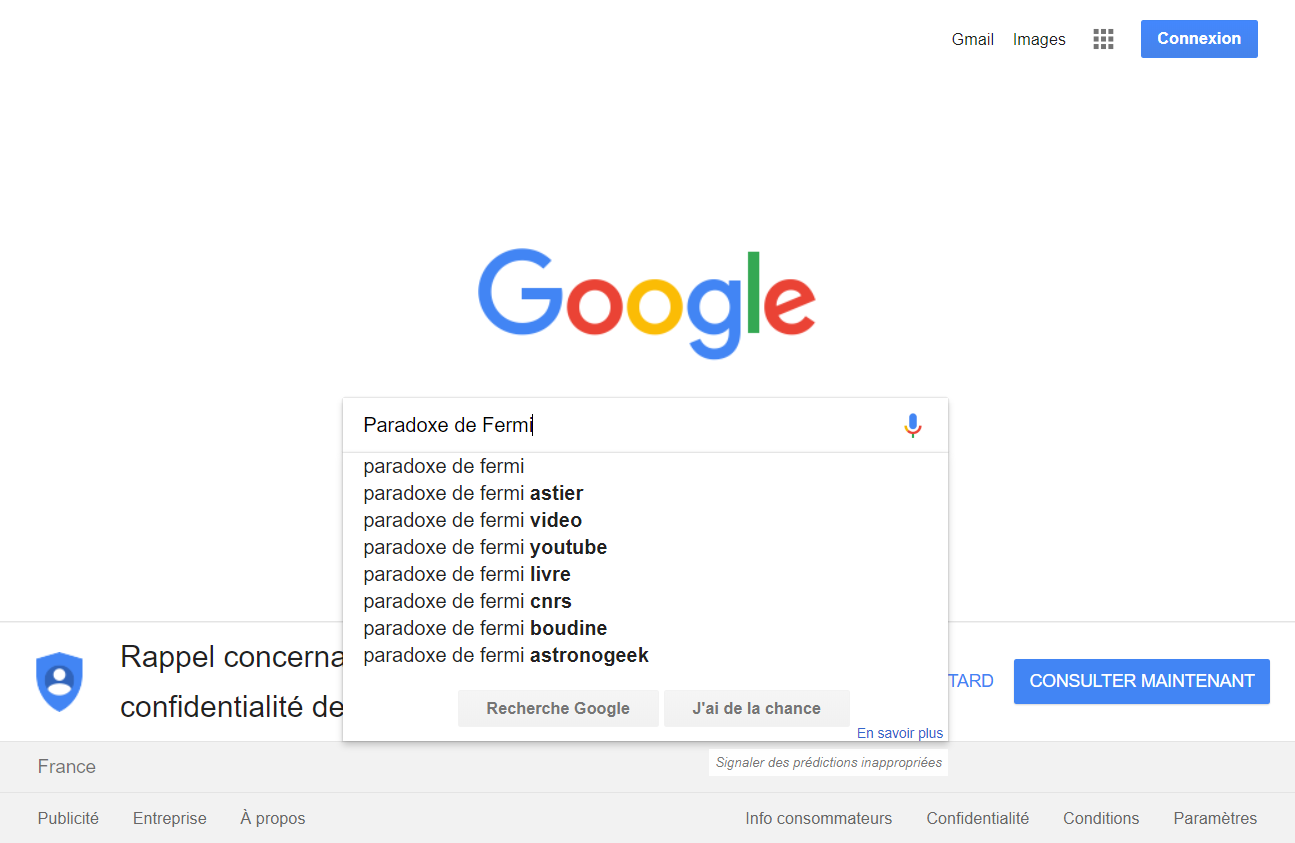 Gmail Images Connexion
Google
Paradoxe de Fermi
paradoxe de fermi
paradoxe de fermi astier
paradoxe de fermi video
paradoxe de fermi youtube
paradoxe de fermi livre
paradoxe de fermi cnrs
paradoxe de fermi boudine
paradoxe de fermi astronogeek
Recherche Google J'ai de la chance
En savoir plus
Signaler des prédictions inappropriées
Rappel concerna
confidentialité de
TARD CONSULTER MAINTENANT
France
Publicité Entreprise À propos Info consommateurs Confidentialité Conditions Paramètres